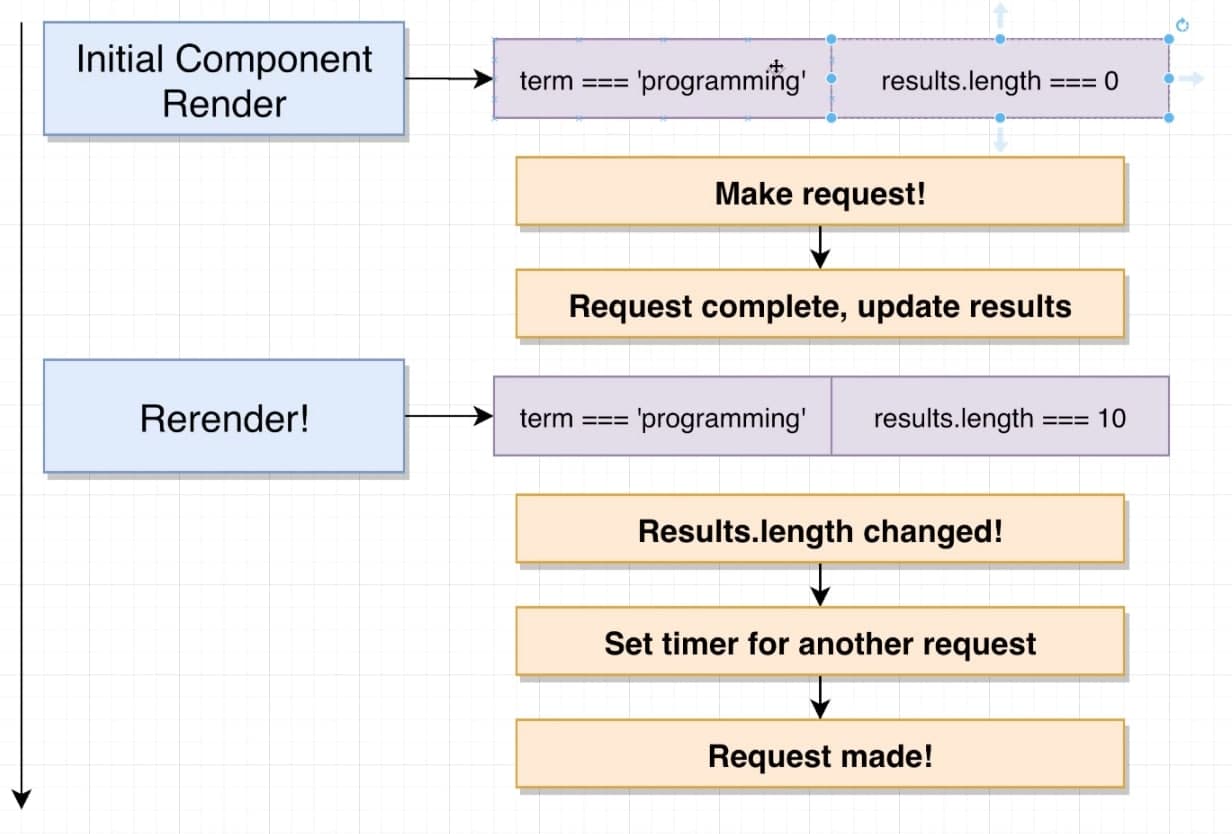 Initial Component
Render
term === 'programming'
results.length === 0
Make request!
Request complete, update results
Rerender!
term === 'programming'
results.length === 10
Results.length changed!
Set timer for another request
Request made!